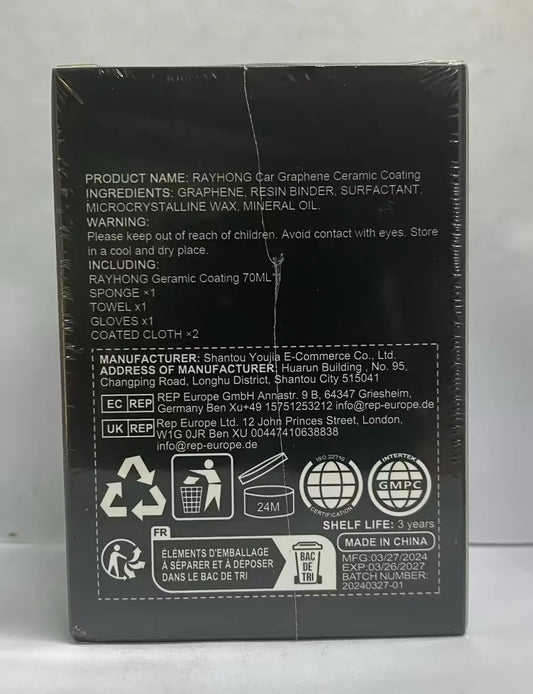 PRODUCT NAME: RAYHONG Car Graphene Ceramic Coating
INGREDIENTS: GRAPHENE, RESIN BINDER, SURFACTANT,
MICROCRYSTALLINE WAX, MINERAL OIL.
WARNING:
Please keep out of reach of children. Avoid contact with eyes. Store
in a cool and dry place.
INCLUDING:
RAYHONG Geramic Coating 70ML*1
SPONGE ×1
TOWEL x1
GLOVES x1
COATED CLOTH ×2
MANUFACTURER: Shantou Youjia E-Commerce Co., Ltd.
ADDRESS OF MANUFACTURER: Huarun Building , No. 95,
Changping Road, Longhu District, Shantou City 515041
EC REP REP Europe GmbH Annastr. 9 B, 64347 Griesheim,
Germany Ben Xu+49 15751253212 info@rep-europe.de
UK REP Rep Europe Ltd. 12 John Princes Street, London,
W1G 0JR Ben XU 00447410638838
info@rep-europe.de
24M
ISO 22716
CERTIFICATION
INTERTEK
GMPC
SHELF LIFE: 3 years
FR
ÉLÉMENTS D'EMBALLAGE
À SÉPARER ET À DÉPOSER
DANS LE BAC DE TRI
BAC
DE
TRI
MADE IN CHINA
MFG:03/27/2024
EXP:03/26/2027
BATCH NUMBER:
20240327-01